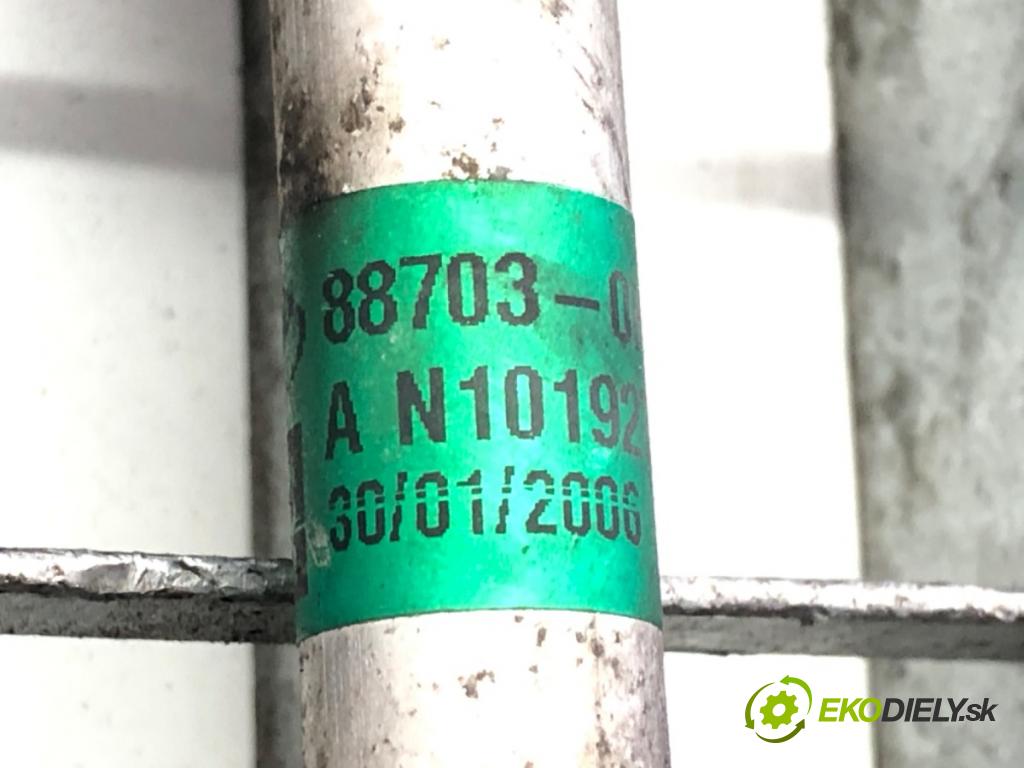 88703-0
A N10192
30/01/2006
EKODIELY.sk